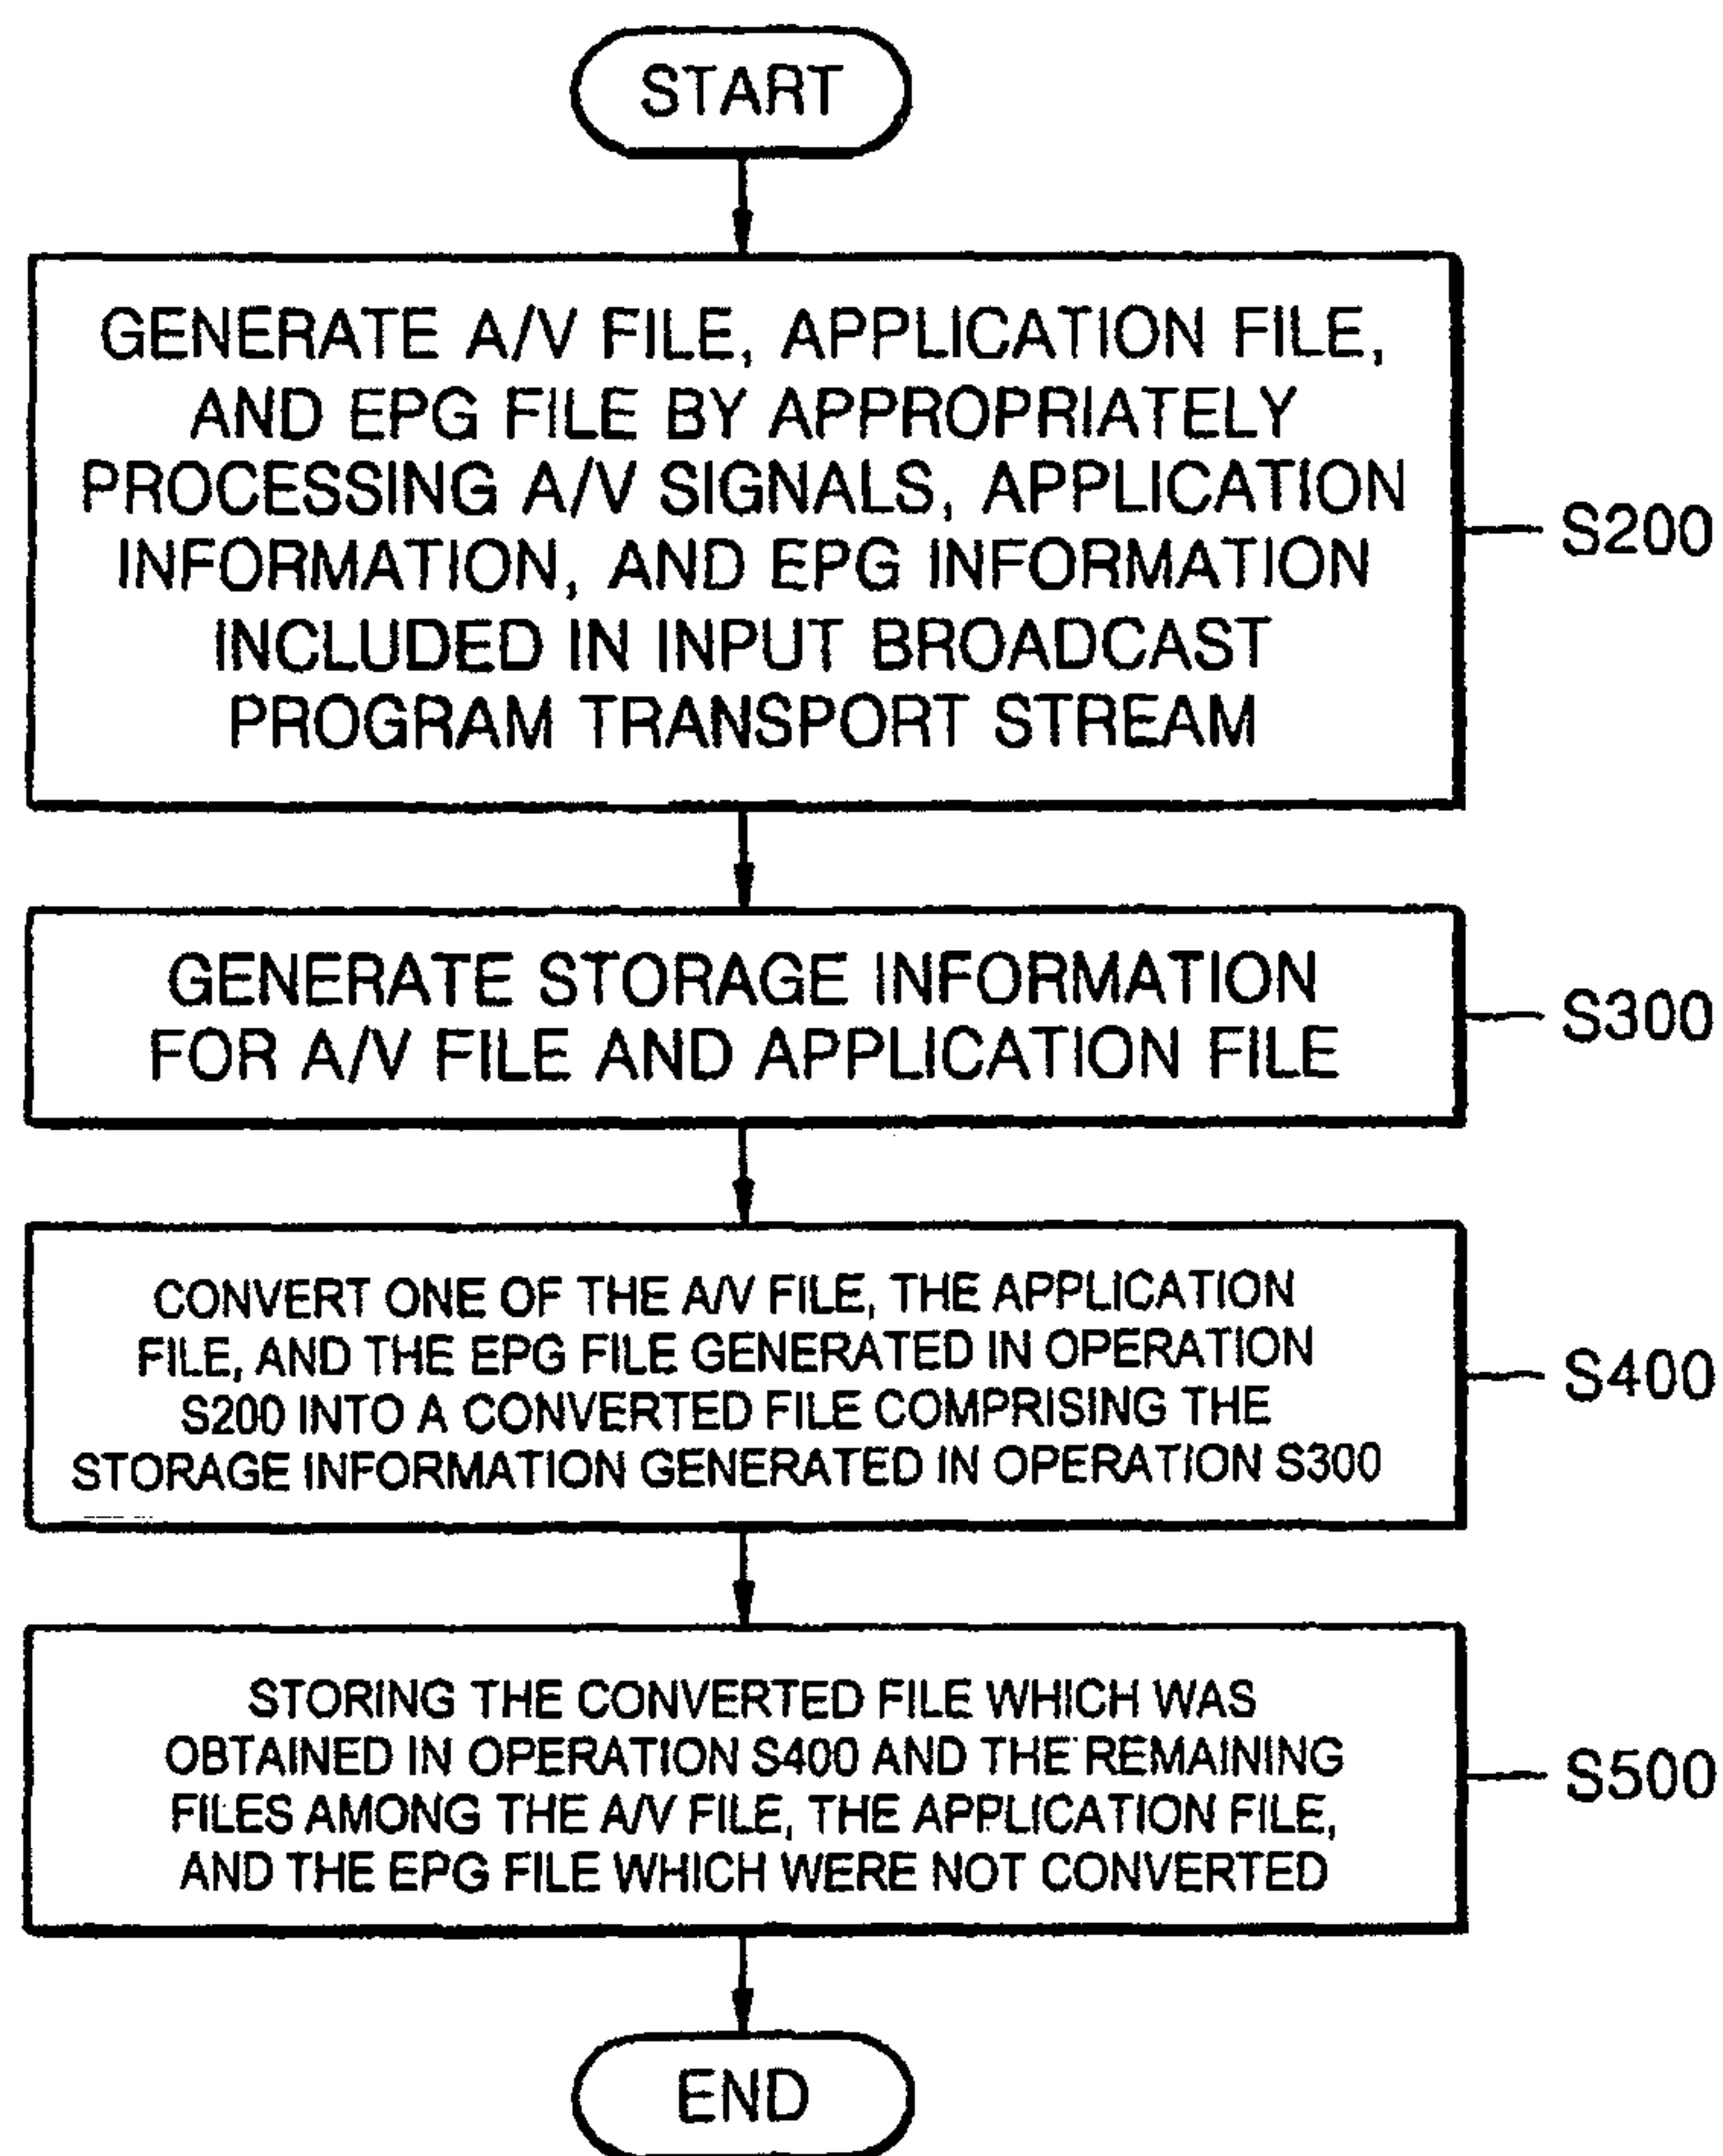 START
GENERATE A/V FILE, APPLICATION FILE,
AND EPG FILE BY APPROPRIATELY
PROCESSING A/V SIGNALS, APPLICATION
INFORMATION, AND EPG INFORMATION
INCLUDED IN INPUT BROADCAST
PROGRAM TRANSPORT STREAM
S200
GENERATE STORAGE INFORMATION
FOR A/V FILE AND APPLICATION FILE
S300
CONVERT ONE OF THE A/V FILE, THE APPLICATION
FILE, AND THE EPG FILE GENERATED IN OPERATION
S200 INTO A CONVERTED FILE COMPRISING THE
STORAGE INFORMATION GENERATED IN OPERATION S300
S400
STORING THE CONVERTED FILE WHICH WAS
OBTAINED IN OPERATION S400 AND THE REMAINING
FILES AMONG THE A/V FILE, THE APPLICATION FILE,
AND THE EPG FILE WHICH WERE NOT CONVERTED
S500
END